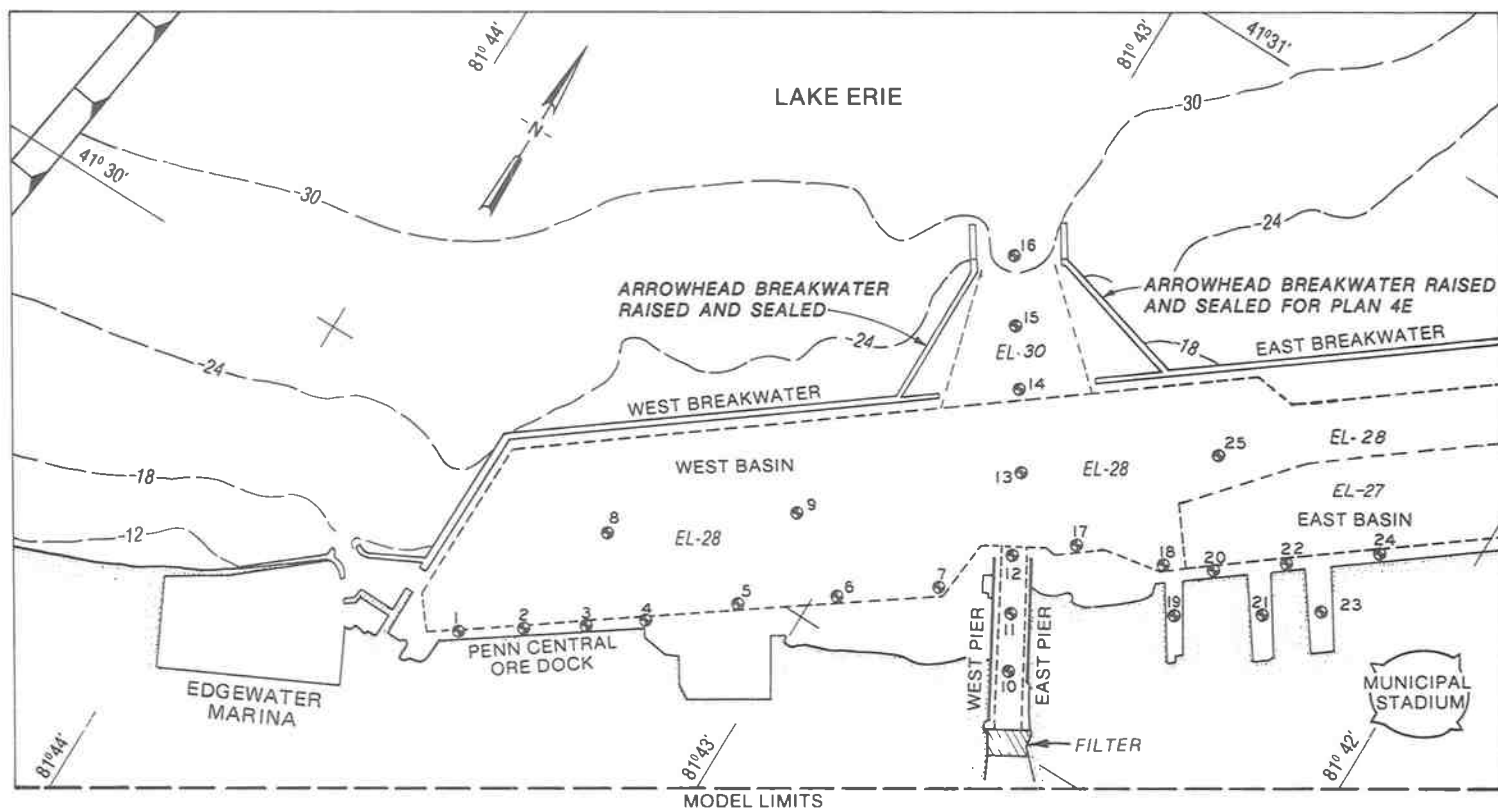 81° 44'
81° 43'
41° 31'
LAKE ERIE
-30
N
41° 30'
-30
-24
16
ARROWHEAD BREAKWATER
RAISED AND SEALED
ARROWHEAD BREAKWATER RAISED
AND SEALED FOR PLAN 4E
15
-24
EL-30
-18
EAST BREAKWATER
-24
14
WEST BREAKWATER
25
EL-28
WEST BASIN
13
EL-28
-18
EL-27
9
EAST BASIN
8
EL-28
-12
17
18
20
22
24
12
7
6
5
1
2
3
4
19
21
23
11
PENN CENTRAL
ORE DOCK
WEST PIER
EAST PIER
10
EDGEWATER
MARINA
MUNICIPAL
STADIUM
81° 44'
81° 43'
FILTER
81° 42'
MODEL LIMITS